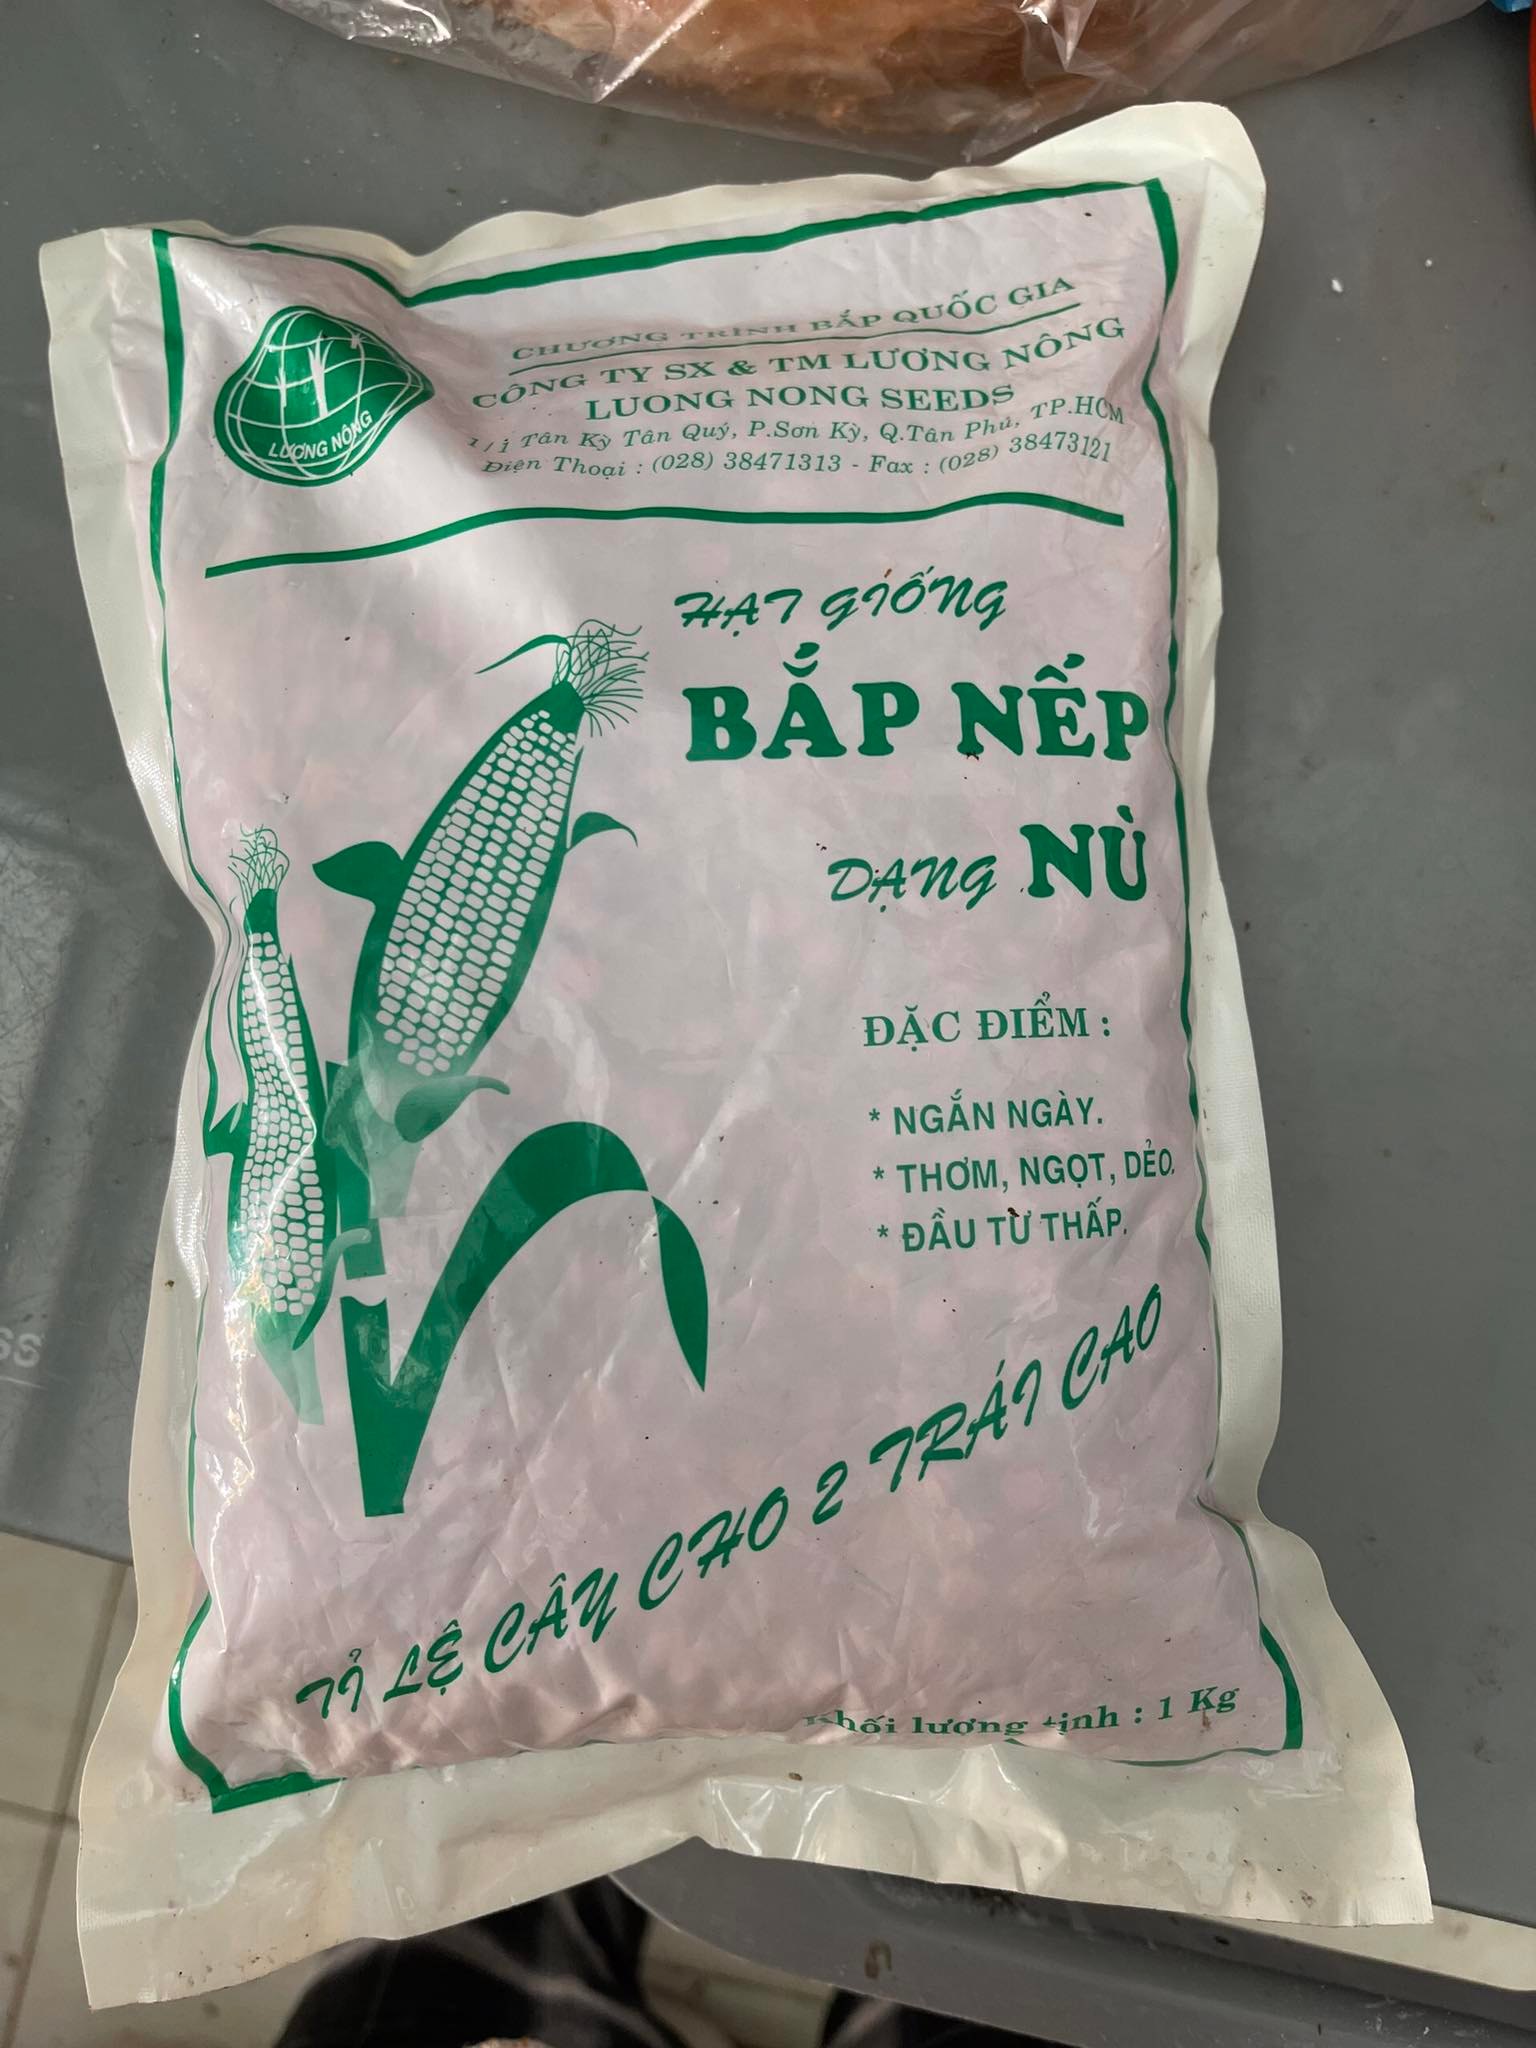 LƯƠNG NÔNG
CHƯƠNG TRÌNH BẮP QUỐC GIA
CÔNG TY SX & TM LƯƠNG NÔNG
LUONG NONG SEEDS
Tân Kỳ Tân Quý, P.Sơn Kỳ, Q.Tân Phú, TP.HCM
Điện Thoại : (028) 38471313 - Fax : (028) 38473121
HẠT GIỐNG
BẮP NẾP
DẠNG NÙ
ĐẶC ĐIỂM :
* NGẮN NGÀY.
* THƠM, NGỌT, DẺO.
* ĐẦU TƯ THẤP.
TỈ LỆ CÂY CHO 2 TRÁI CAO
Khối lượng tịnh : 1 Kg